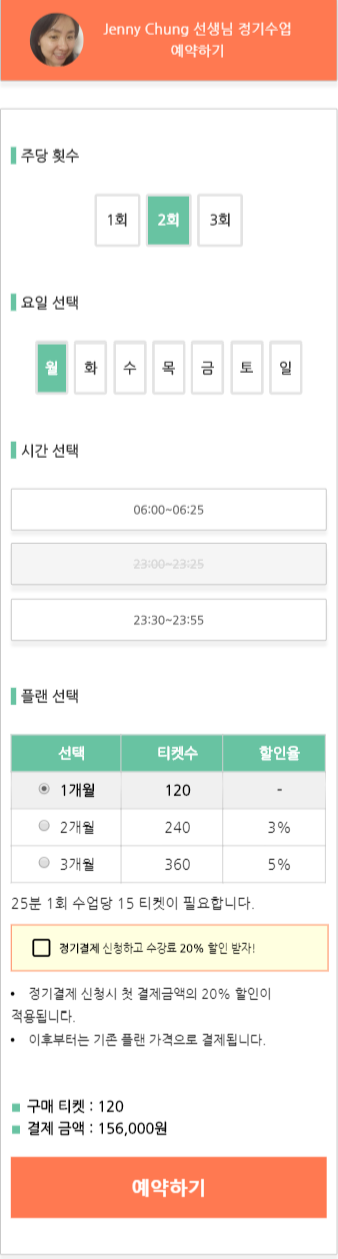 Jenny Chung 선생님 정기수업
예약하기
주당 횟수
1회 2회 3회
요일 선택
월 화 수 목 금 토 일
시간 선택
06:00~06:25
23:00~23:25
23:30~23:55
플랜 선택
선택 티켓수 할인율
1개월 120 -
2개월 240 3%
3개월 360 5%
25분 1회 수업당 15 티켓이 필요합니다.
정기결제 신청하고 수강료 20% 할인 받자!
• 정기결제 신청시 첫 결제금액의 20% 할인이
적용됩니다.
• 이후부터는 기존 플랜 가격으로 결제됩니다.
구매 티켓 : 120
결제 금액 : 156,000원
예약하기